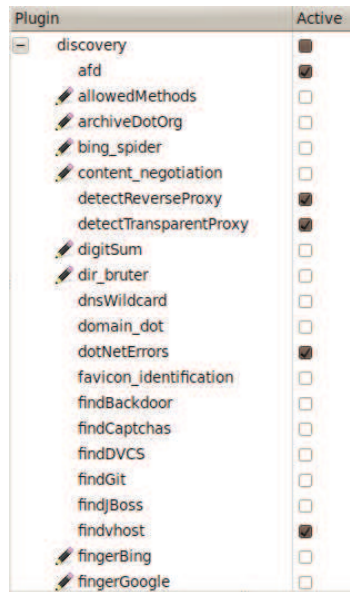 Plugin Active
discovery
afd
allowedMethods
archiveDotOrg
bing_spider
content_negotiation
detectReverseProxy
detectTransparentProxy
digitSum
dir_bruter
dnsWildcard
domain_dot
dotNetErrors
favicon_identification
findBackdoor
findCaptchas
findDVCS
findGit
findJBoss
findvhost
fingerBing
fingerGoogle